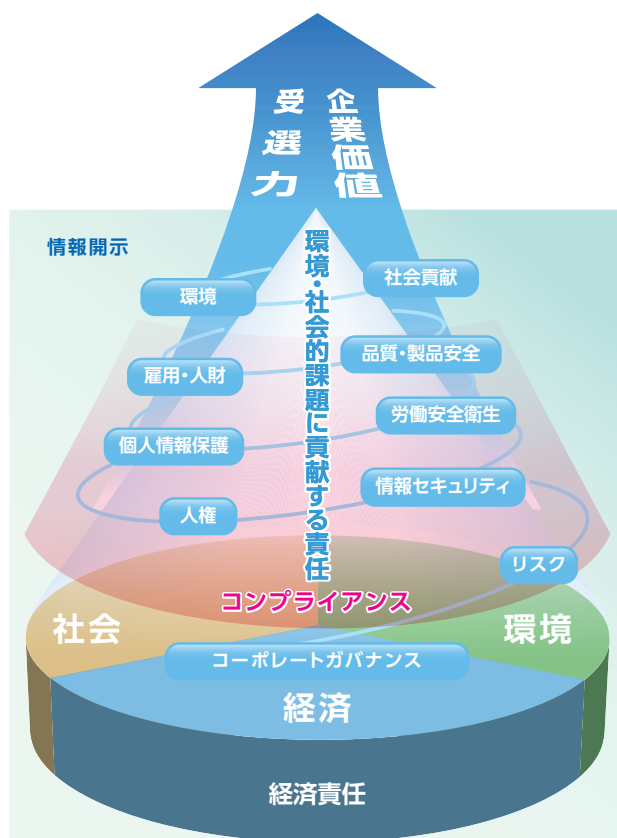 企業価値
受選力
情報開示
環境・社会的課題に貢献する責任
社会貢献
環境
品質・製品安全
雇用・人財
労働安全衛生
個人情報保護
情報セキュリティ
人権
リスク
コンプライアンス
社会
環境
コーポレートガバナンス
経済
経済責任